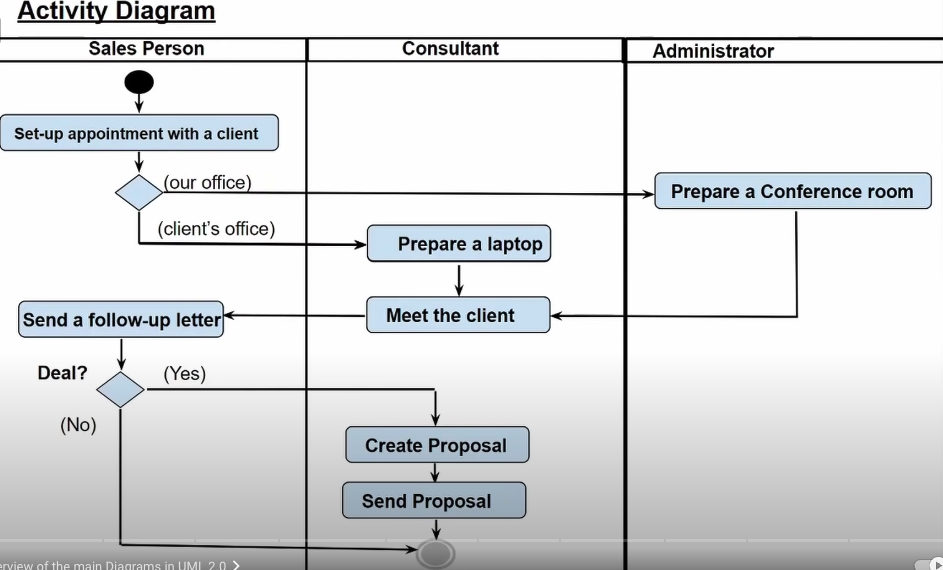 Activity Diagram
Sales Person
Consultant
Administrator
Set-up appointment with a client
(our office)
Prepare a Conference room
(client's office)
Prepare a laptop
Meet the client
Send a follow-up letter
Deal?
(Yes)
(No)
Create Proposal
Send Proposal
erview of the main Diagrams in UML 2.0